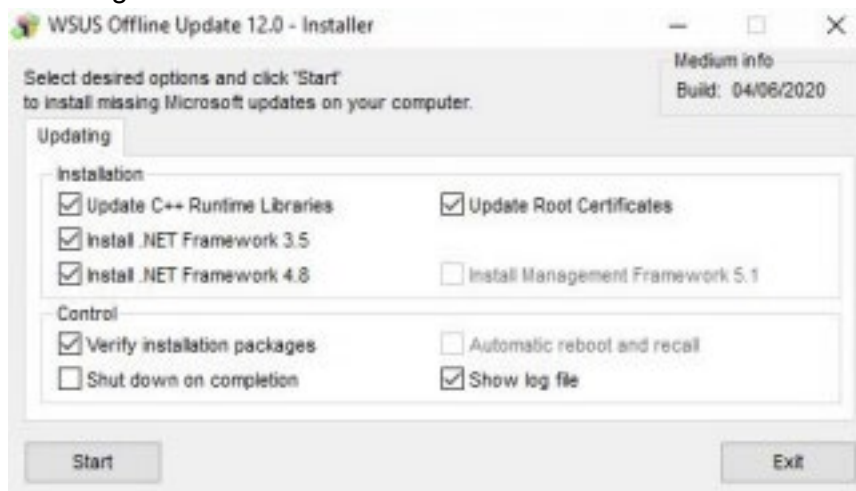 WSUS Offline Update 12.0 - Installer
Select desired options and click 'Start'
to install missing Microsoft updates on your computer.
Medium info
Build: 04/06/2020
Updating
Installation
Update C++ Runtime Libraries
Update Root Certificates
Install .NET Framework 3.5
Install .NET Framework 4.8
Install Management Framework 5.1
Control
Verify installation packages
Automatic reboot and recall
Shut down on completion
Show log file
Start
Exit